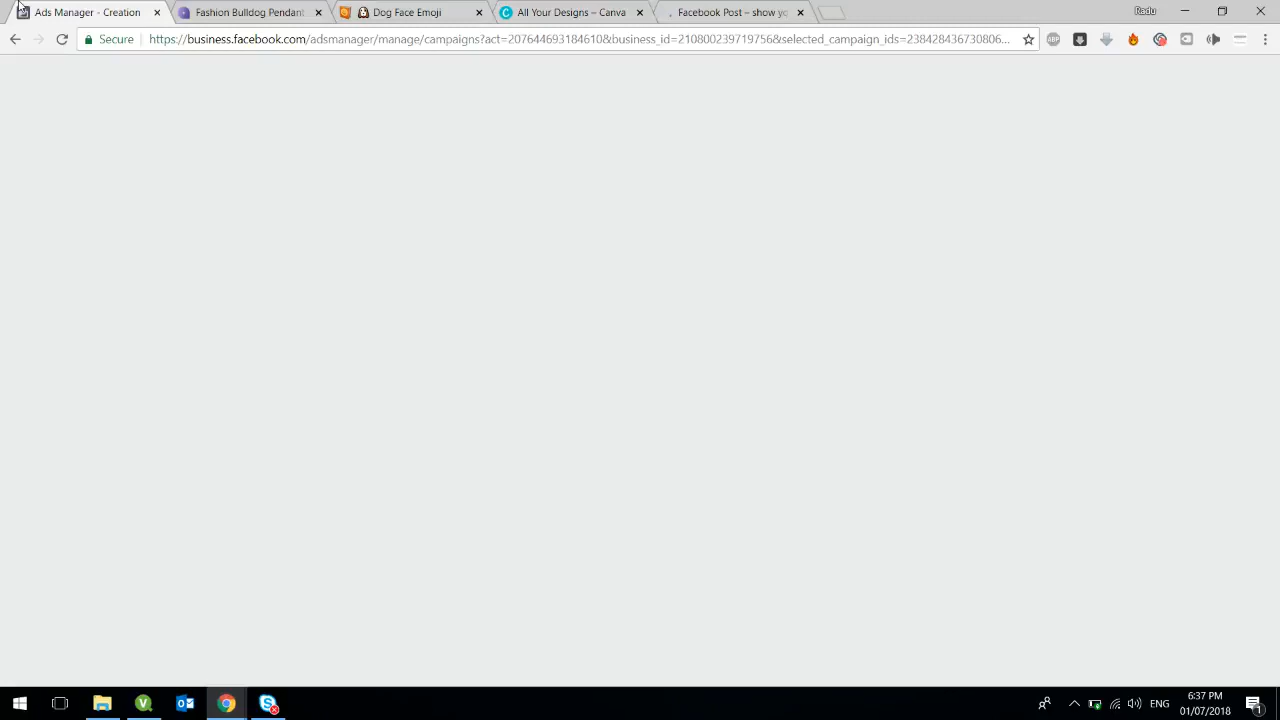 Ads Manager - Creation
Fashion Bulldog Pendant
Dog Face Emoji
All Your Designs – Canva
Facebook Post – show yo
Radu
Secure
https://business.facebook.com/adsmanager/manage/campaigns?act=207644693184610&business_id=210800239719756&selected_campaign_ids=238428436730806...
ABP
6:37 PM
ENG
01/07/2018
1